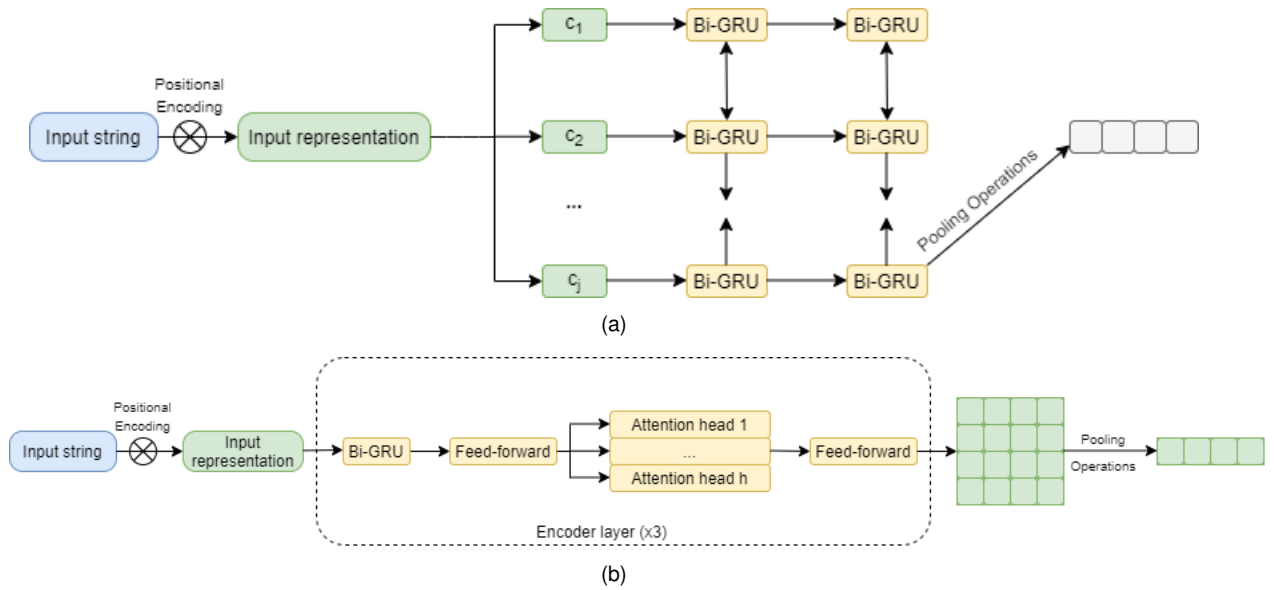 c1
Bi-GRU
Bi-GRU
Positional
Encoding
Input string
Input representation
c2
Bi-GRU
Bi-GRU
...
Pooling Operations
cj
Bi-GRU
Bi-GRU
(a)
Positional
Encoding
Input string
Input
representation
Bi-GRU
Feed-forward
Attention head 1
...
Attention head h
Feed-forward
Pooling
Operations
Encoder layer (x3)
(b)